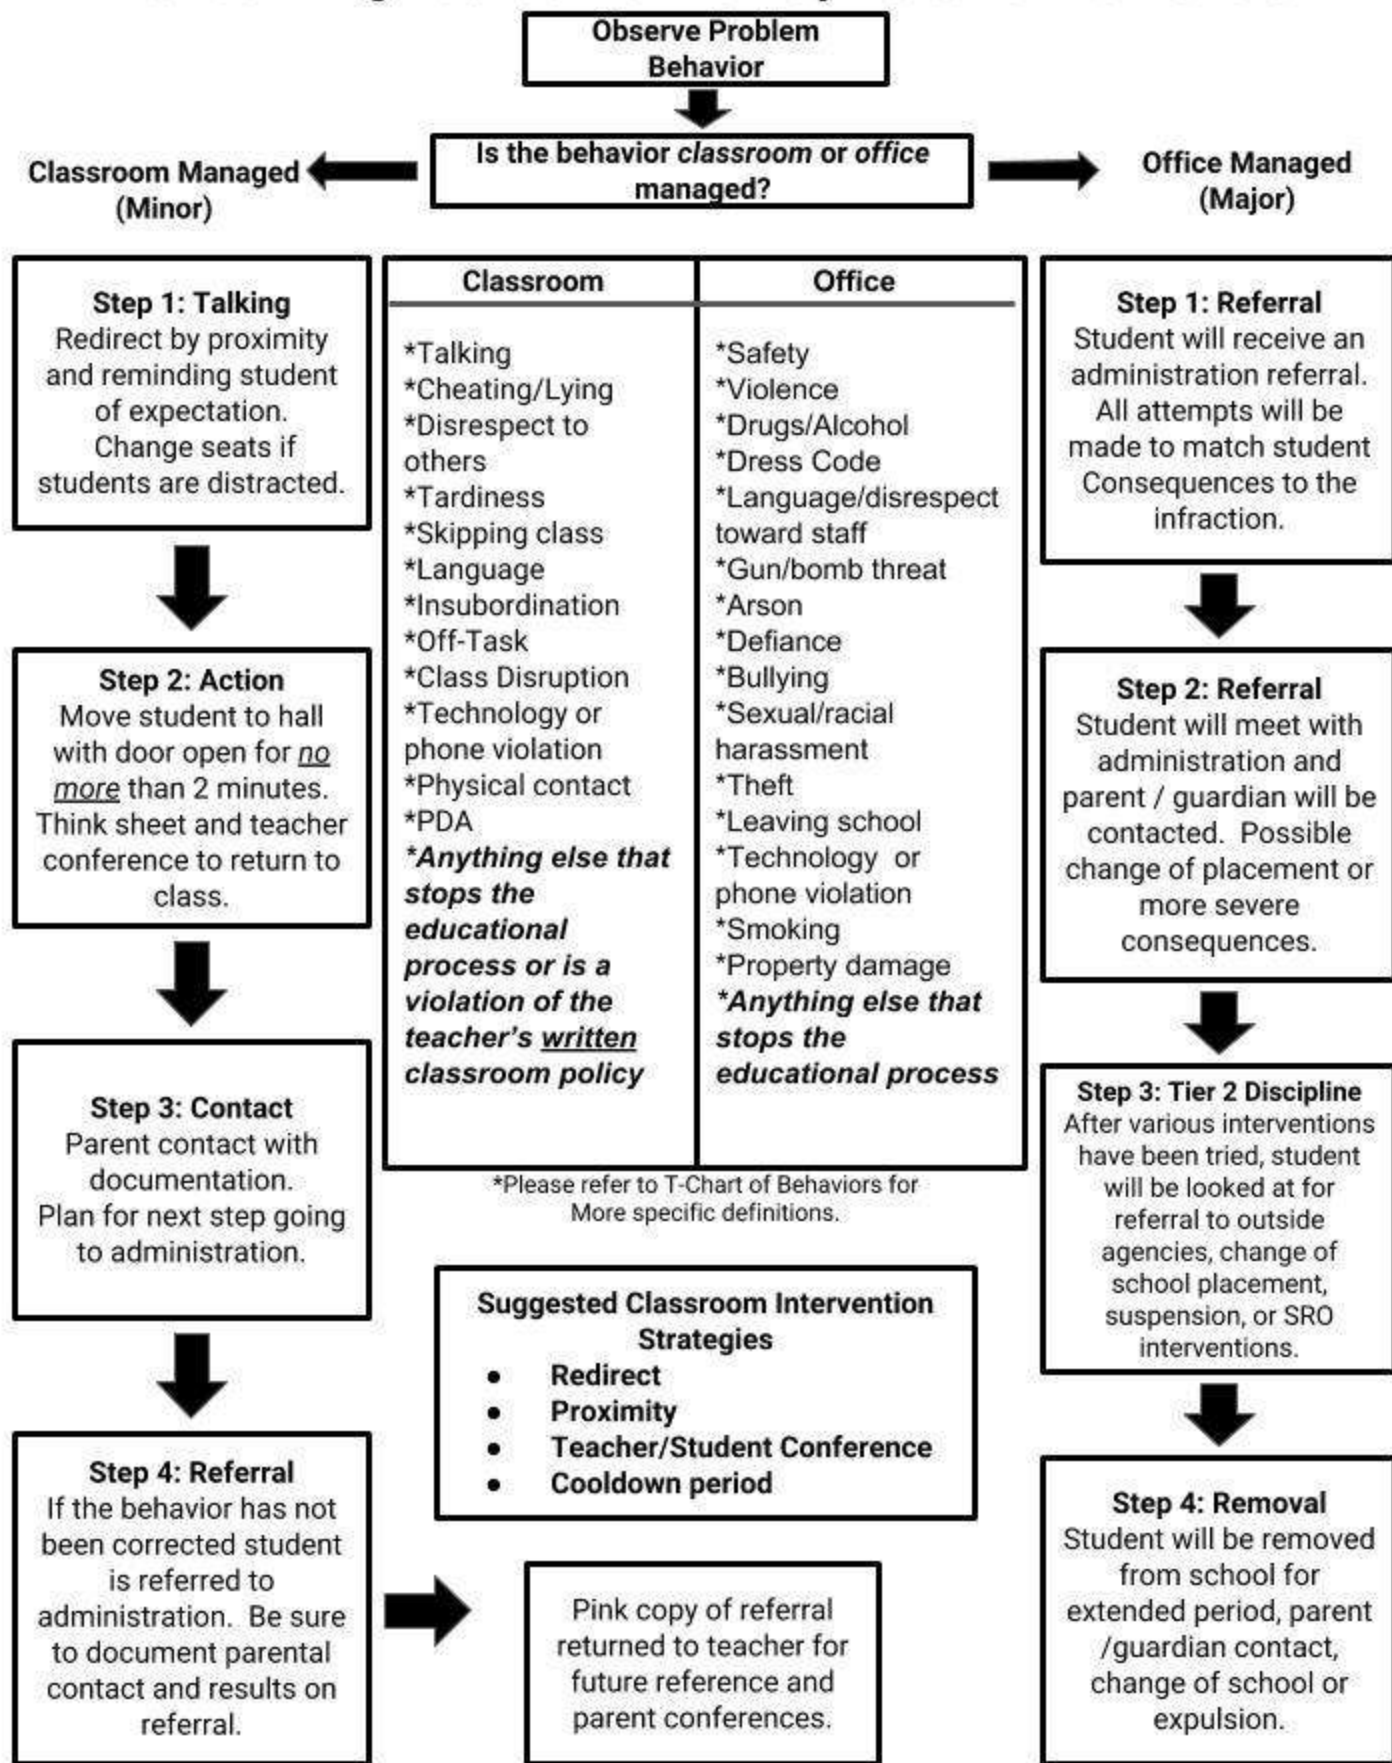 Observe Problem
Behavior
Is the behavior classroom or office
managed?
Classroom Managed
(Minor)
Office Managed
(Major)
Step 1: Talking
Redirect by proximity
and reminding student
of expectation.
Change seats if
students are distracted.
Step 2: Action
Move student to hall
with door open for no
more than 2 minutes.
Think sheet and teacher
conference to return to
class.
Step 3: Contact
Parent contact with
documentation.
Plan for next step going
to administration.
Step 4: Referral
If the behavior has not
been corrected student
is referred to
administration. Be sure
to document parental
contact and results on
referral.
Classroom
*Talking
*Cheating/Lying
*Disrespect to
others
*Tardiness
*Skipping class
*Language
*Insubordination
*Off-Task
*Class Disruption
*Technology or
phone violation
*Physical contact
*PDA
*Anything else that
stops the
educational
process or is a
violation of the
teacher's written
classroom policy
Office
*Safety
*Violence
*Drugs/Alcohol
*Dress Code
*Language/disrespect
toward staff
*Gun/bomb threat
*Arson
*Defiance
*Bullying
*Sexual/racial
harassment
*Theft
*Leaving school
*Technology or
phone violation
*Smoking
*Property damage
*Anything else that
stops the
educational process
*Please refer to T-Chart of Behaviors for
More specific definitions.
Suggested Classroom Intervention
Strategies
● Redirect
● Proximity
● Teacher/Student Conference
● Cooldown period
Pink copy of referral
returned to teacher for
future reference and
parent conferences.
Step 1: Referral
Student will receive an
administration referral.
All attempts will be
made to match student
Consequences to the
infraction.
Step 2: Referral
Student will meet with
administration and
parent / guardian will be
contacted. Possible
change of placement or
more severe
consequences.
Step 3: Tier 2 Discipline
After various interventions
have been tried, student
will be looked at for
referral to outside
agencies, change of
school placement,
suspension, or SRO
interventions.
Step 4: Removal
Student will be removed
from school for
extended period, parent
/guardian contact,
change of school or
expulsion.